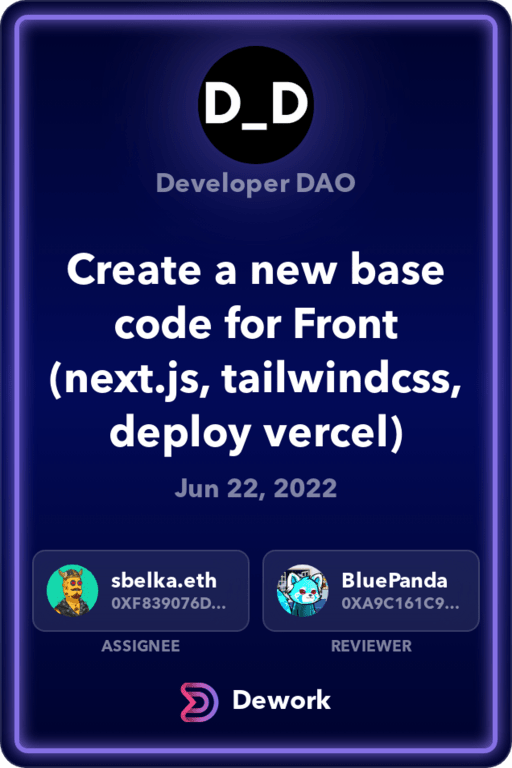 D_D
Developer DAO
Create a new base
code for Front
(next.js, tailwindcss,
deploy vercel)
Jun 22, 2022
sbelka.eth
0XF839076D...
ASSIGNEE
BluePanda
0XA9C161C9...
REVIEWER
Dework